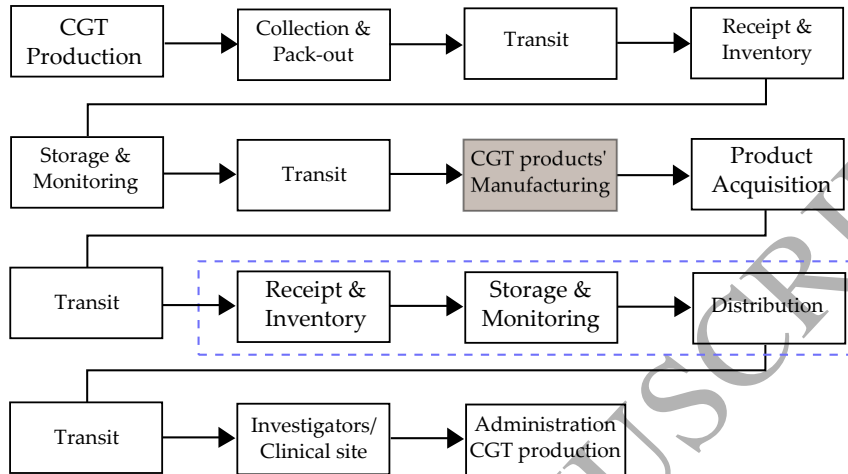 CGT
Production
Collection &
Pack-out
Transit
Receipt &
Inventory
Storage &
Monitoring
Transit
CGT products'
Manufacturing
Product
Acquisition
Transit
Receipt &
Inventory
Storage &
Monitoring
Distribution
Transit
Investigators/
Clinical site
Administration
CGT production
USCRI